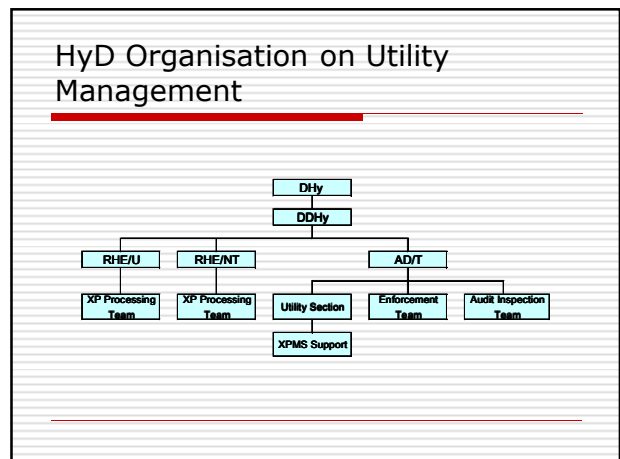 HyD Organisation on Utility
Management
DHy
DDHy
RHE/U
RHE/NT
AD/T
XP Processing
Team
XP Processing
Team
Utility Section
Enforcement
Team
Audit Inspection
Team
XPMS Support